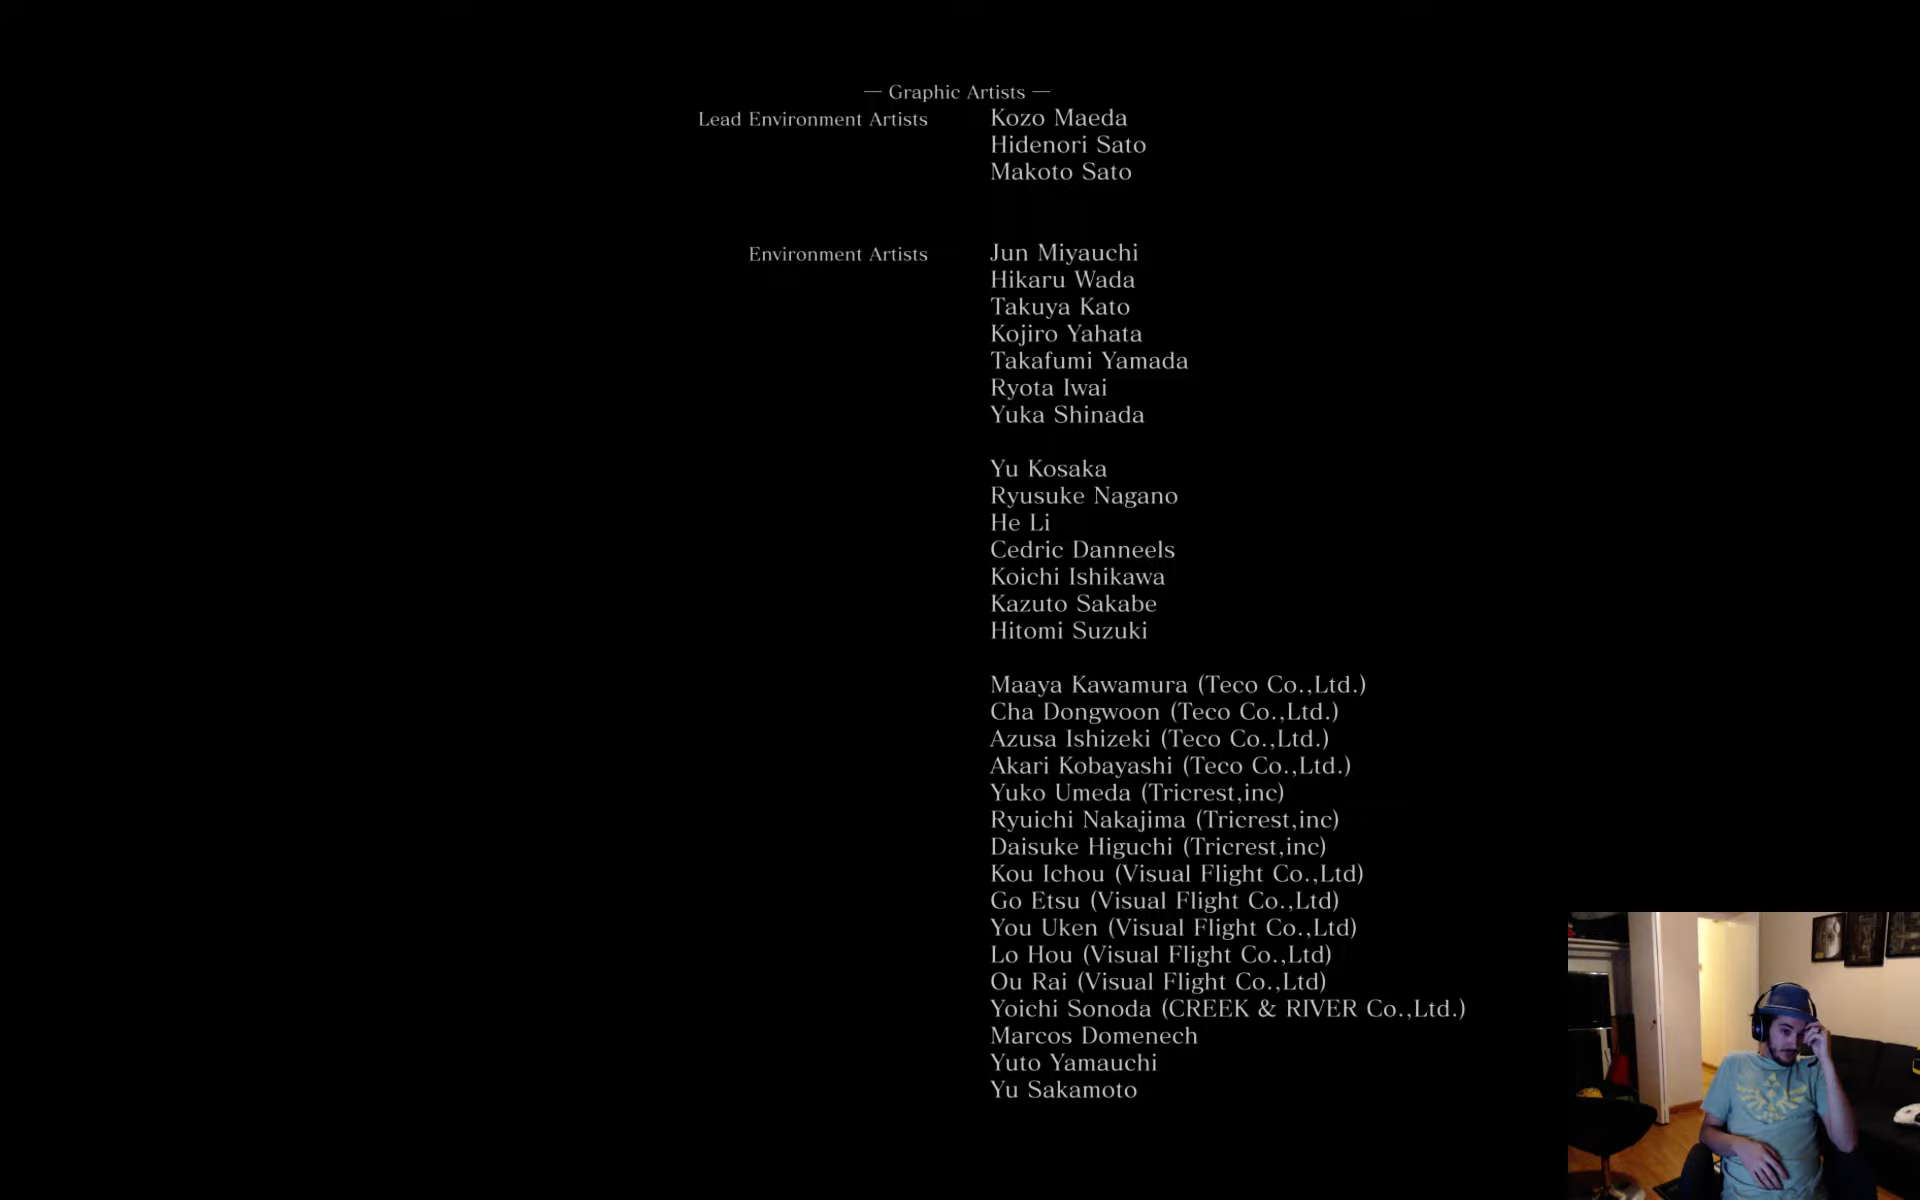 — Graphic Artists —
Lead Environment Artists Kozo Maeda
Hidenori Sato
Makoto Sato
Environment Artists Jun Miyauchi
Hikaru Wada
Takuya Kato
Kojiro Yahata
Takafumi Yamada
Ryota Iwai
Yuka Shinada
Yu Kosaka
Ryusuke Nagano
He Li
Cedric Danneels
Koichi Ishikawa
Kazuto Sakabe
Hitomi Suzuki
Maaya Kawamura (Teco Co.,Ltd.)
Cha Dongwoon (Teco Co.,Ltd.)
Azusa Ishizeki (Teco Co.,Ltd.)
Akari Kobayashi (Teco Co.,Ltd.)
Yuko Umeda (Tricrest,inc)
Ryuichi Nakajima (Tricrest,inc)
Daisuke Higuchi (Tricrest,inc)
Kou Ichou (Visual Flight Co.,Ltd)
Go Etsu (Visual Flight Co.,Ltd)
You Uken (Visual Flight Co.,Ltd)
Lo Hou (Visual Flight Co.,Ltd)
Ou Rai (Visual Flight Co.,Ltd)
Yoichi Sonoda (CREEK & RIVER Co.,Ltd.)
Marcos Domenech
Yuto Yamauchi
Yu Sakamoto